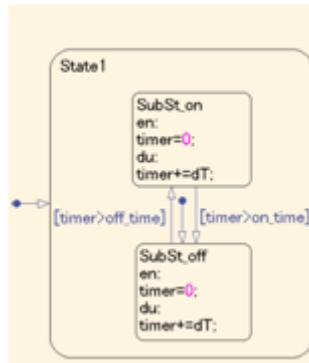 State1
SubSt_on
en:
timer=0;
du:
timer+=dT;
[timer>off_time]
[timer>on_time]
SubSt_off
en:
timer=0;
du:
timer+=dT;